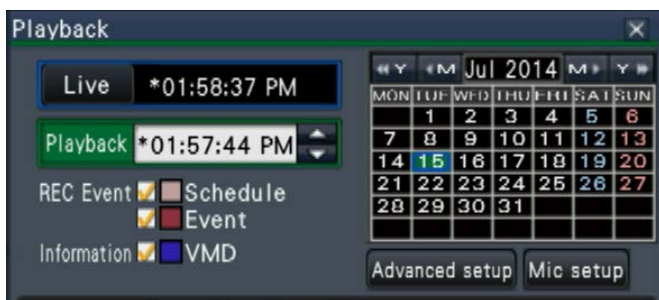 Playback
Live *01:58:37 PM
Playback *01:57:44 PM
REC Event Schedule
Event
Information VMD
Y M Jul 2014 M Y
MON TUE WED THU FRI SAT SUN
1 2 3 4 5 6
7 8 9 10 11 12 13
14 15 16 17 18 19 20
21 22 23 24 25 26 27
28 29 30 31
Advanced setup Mic setup